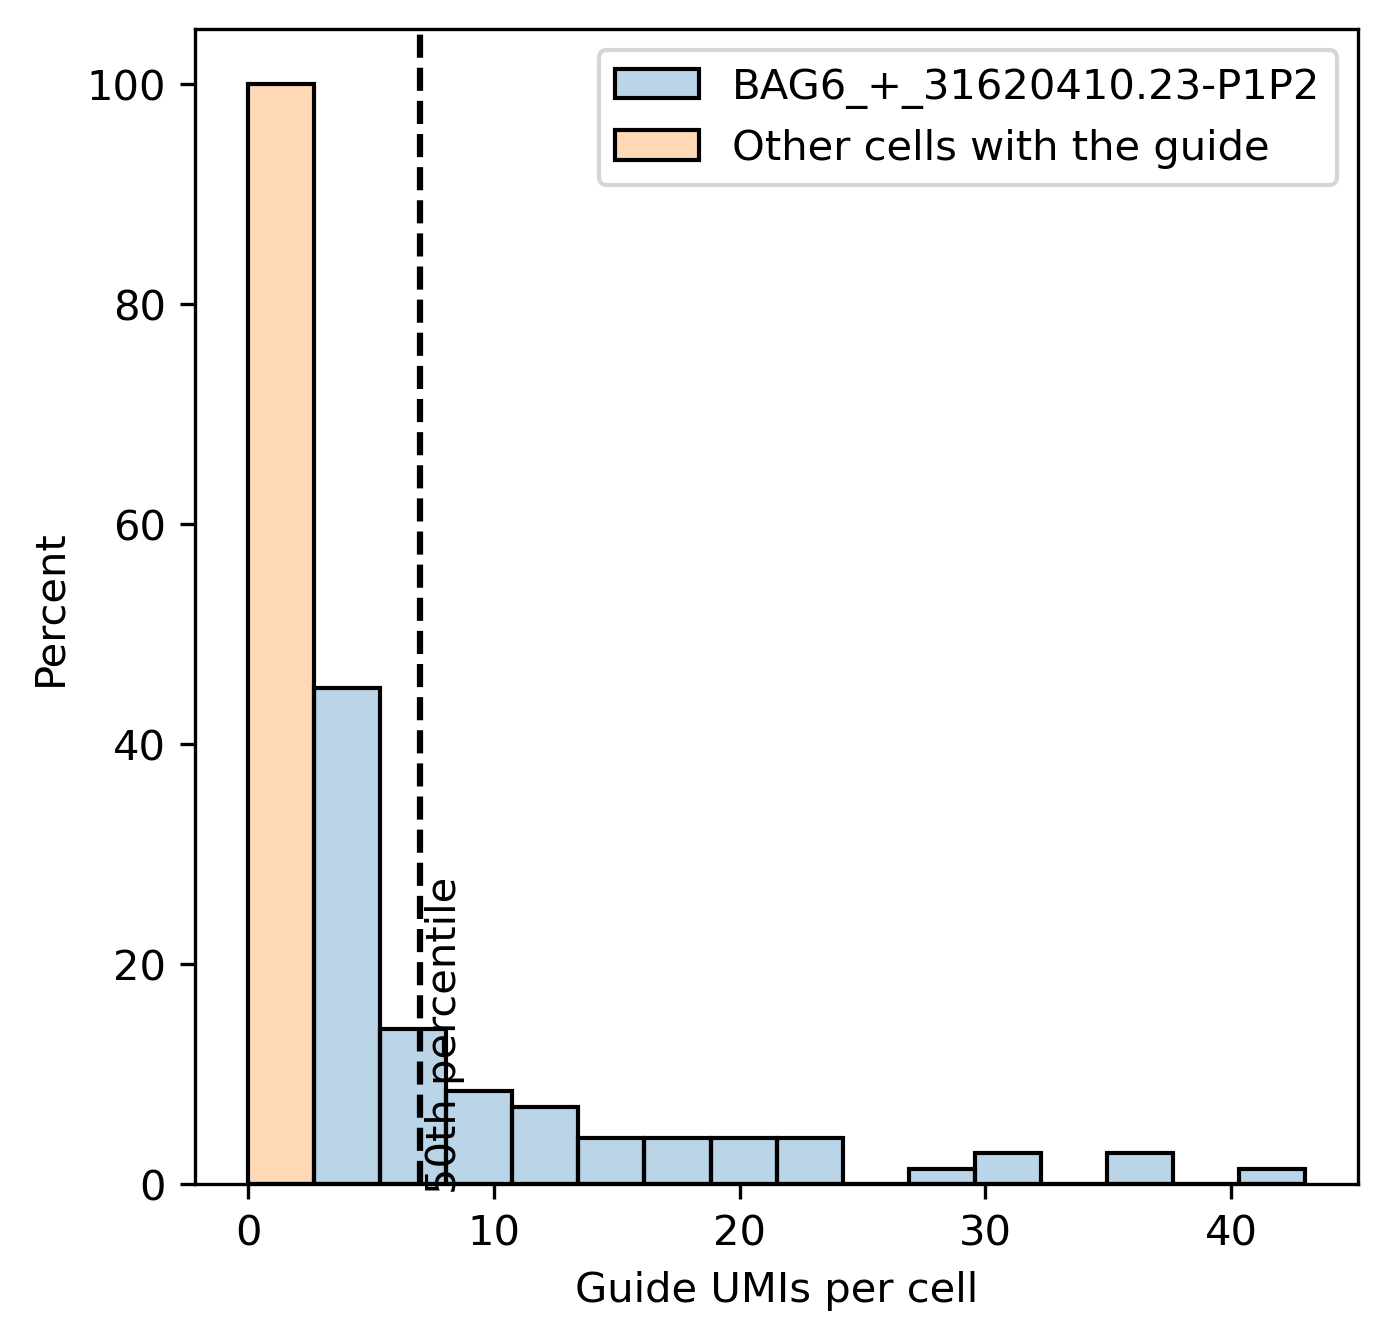 BAG6_+_31620410.23-P1P2
Other cells with the guide
100
80
60
40
20
0
Percent
50th percentile
0
10
20
30
40
Guide UMIs per cell